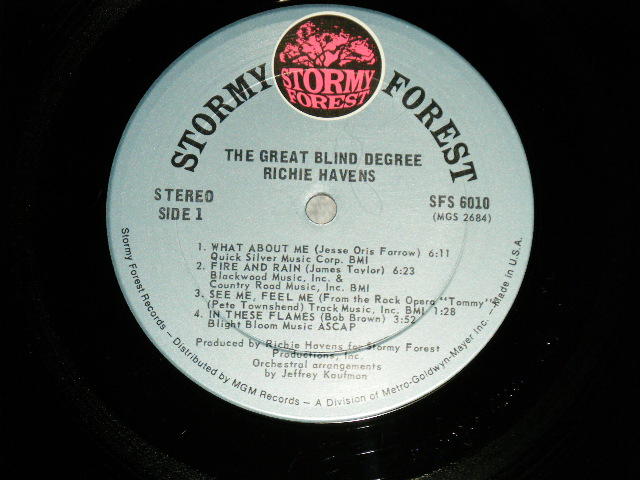 STORMY FOREST
STORMY
FOREST
THE GREAT BLIND DEGREE
RICHIE HAVENS
STEREO
SIDE 1
SFS 6010
(MGS 2684)
1. WHAT ABOUT ME (Jesse Oris Farrow) 6:11
Quick Silver Music Corp. BMI
2. FIRE AND RAIN (James Taylor) 6:23
Blackwood Music, Inc. &
Country Road Music, Inc. BMI
3. SEE ME, FEEL ME (From the Rock Opera "Tommy")
(Pete Townshend) Track Music, Inc. BMI 1:28
4. IN THESE FLAMES (Bob Brown) 3:52
Blight Bloom Music ASCAP
Produced by Richie Havens for Stormy Forest
Productions, Inc.
Orchestral arrangements
by Jeffrey Kaufman
Stormy Forest Records – Distributed by MGM Records – A Division of Metro-Goldwyn-Mayer Inc. – Made in U.S.A.